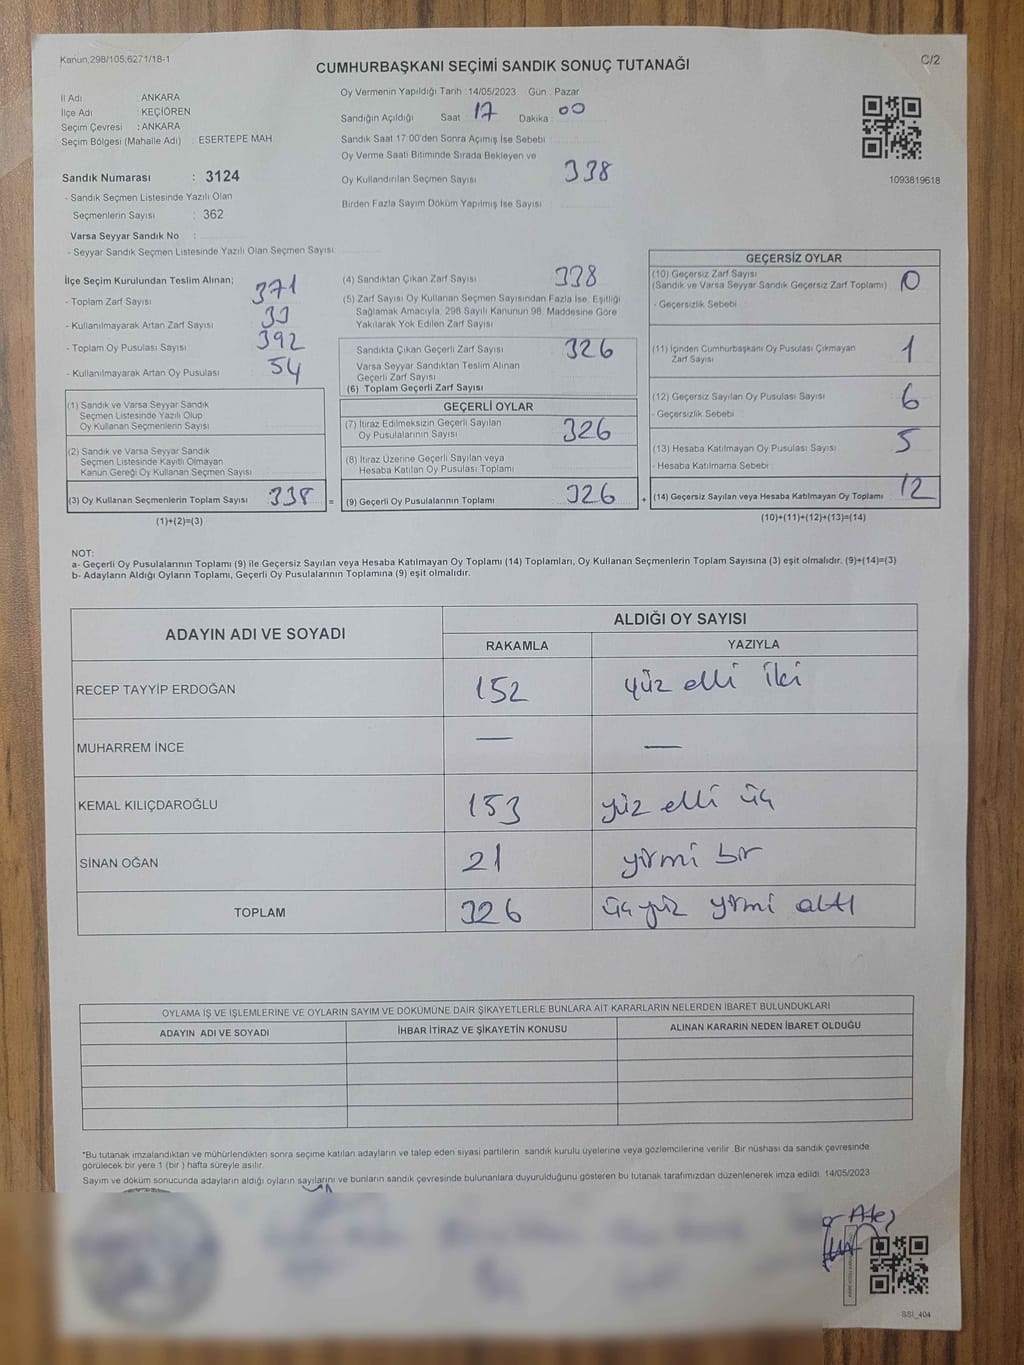 Kanun;298/105;6271/18-1
C/2
CUMHURBAŞKANI SEÇİMİ SANDIK SONUÇ TUTANAĞI
İl Adı : ANKARA
İlçe Adı : KEÇİÖREN
Seçim Çevresi : ANKARA
Seçim Bölgesi (Mahalle Adı) : ESERTEPE MAH
Sandık Numarası : 3124
- Sandık Seçmen Listesinde Yazılı Olan
Seçmenlerin Sayısı : 362
Varsa Seyyar Sandık No :
- Seyyar Sandık Seçmen Listesinde Yazılı Olan Seçmen Sayısı:
Oy Vermenin Yapıldığı Tarih : 14/05/2023 Gün : Pazar
Sandığın Açıldığı Saat : 17 Dakika : 00
Sandık Saat 17:00'den Sonra Açımış İse Sebebi :
Oy Verme Saati Bitiminde Sırada Bekleyen ve
Oy Kullandırılan Seçmen Sayısı : 338
Birden Fazla Sayım Döküm Yapılmış İse Sayısı :
1093819618
İlçe Seçim Kurulundan Teslim Alınan;
- Toplam Zarf Sayısı : 371
- Kullanılmayarak Artan Zarf Sayısı : 33
- Toplam Oy Pusulası Sayısı : 392
- Kullanılmayarak Artan Oy Pusulası : 54
(1) Sandık ve Varsa Seyyar Sandık
Seçmen Listesinde Yazılı Olup
Oy Kullanan Seçmenlerin Sayısı :
(2) Sandık ve Varsa Seyyar Sandık
Seçmen Listesinde Kayıtlı Olmayan
Kanun Gereği Oy Kullanan Seçmen Sayısı :
(3) Oy Kullanan Seçmenlerin Toplam Sayısı : 338 =
(1)+(2)=(3)
(4) Sandıktan Çıkan Zarf Sayısı : 338
(5) Zarf Sayısı Oy Kullanan Seçmen Sayısından Fazla İse, Eşitliği
Sağlamak Amacıyla, 298 Sayılı Kanunun 98. Maddesine Göre
Yakılarak Yok Edilen Zarf Sayısı :
Sandıkta Çıkan Geçerli Zarf Sayısı : 326
Varsa Seyyar Sandıktan Teslim Alınan
Geçerli Zarf Sayısı :
(6) Toplam Geçerli Zarf Sayısı :
GEÇERLİ OYLAR
(7) İtiraz Edilmeksizin Geçerli Sayılan
Oy Pusulalarının Sayısı : 326
(8) İtiraz Üzerine Geçerli Sayılan veya
Hesaba Katılan Oy Pusulası Toplamı :
(9) Geçerli Oy Pusulalarının Toplamı : 326 +
GEÇERSİZ OYLAR
(10) Geçersiz Zarf Sayısı
(Sandık ve Varsa Seyyar Sandık Geçersiz Zarf Toplamı) : 0
- Geçersizlik Sebebi :
(11) İçinden Cumhurbaşkanı Oy Pusulası Çıkmayan
Zarf Sayısı : 1
(12) Geçersiz Sayılan Oy Pusulası Sayısı : 6
- Geçersizlik Sebebi :
(13) Hesaba Katılmayan Oy Pusulası Sayısı : 5
- Hesaba Katılmama Sebebi :
(14) Geçersiz Sayılan veya Hesaba Katılmayan Oy Toplamı : 12
(10)+(11)+(12)+(13)=(14)
NOT:
a- Geçerli Oy Pusulalarının Toplamı (9) ile Geçersiz Sayılan veya Hesaba Katılmayan Oy Toplamı (14) Toplamları, Oy Kullanan Seçmenlerin Toplam Sayısına (3) eşit olmalıdır. (9)+(14)=(3)
b- Adayların Aldığı Oyların Toplamı, Geçerli Oy Pusulalarının Toplamına (9) eşit olmalıdır.
ADAYIN ADI VE SOYADI
ALDIĞI OY SAYISI
RAKAMLA YAZIYLA
RECEP TAYYİP ERDOĞAN 152 yüz elli iki
MUHARREM İNCE — —
KEMAL KILIÇDAROĞLU 153 yüz elli üç
SİNAN OĞAN 21 yirmi bir
TOPLAM 326 üç yüz yirmi altı
OYLAMA İŞ VE İŞLEMLERİNE VE OYLARIN SAYIM VE DÖKÜMÜNE DAİR ŞİKAYETLERLE BUNLARA AİT KARARLARIN NELERDEN İBARET BULUNDUKLARI
ADAYIN ADI VE SOYADI İHBAR İTİRAZ VE ŞİKAYETİN KONUSU ALINAN KARARIN NEDEN İBARET OLDUĞU
*Bu tutanak imzalandıktan ve mühürlendikten sonra seçime katılan adayların ve talep eden siyasi partilerin sandık kurulu üyelerine veya gözlemcilerine verilir. Bir nüshası da sandık çevresinde
görülecek bir yere 1 (bir ) hafta süreyle asılır.
Sayım ve döküm sonucunda adayların aldığı oyların sayılarını ve bunların sandık çevresinde bulunanlara duyurulduğunu gösteren bu tutanak tarafımızdan düzenlenerek imza edildi. 14/05/2023
SSI_404